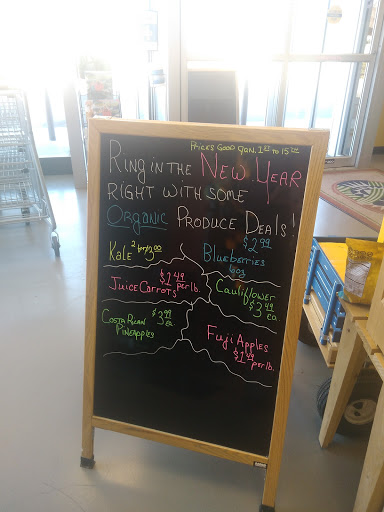 Prices Good Jan. 1st to 15th
Ring in the New Year
right with some
Organic Produce Deals!
Kale 2 for $3.00
Blueberries $2.99
6oz
Juice Carrots $1.49 per lb.
Cauliflower $3.49 ea.
Costa Rican Pineapples $3.99 ea.
Fuji Apples $1.49 per lb.